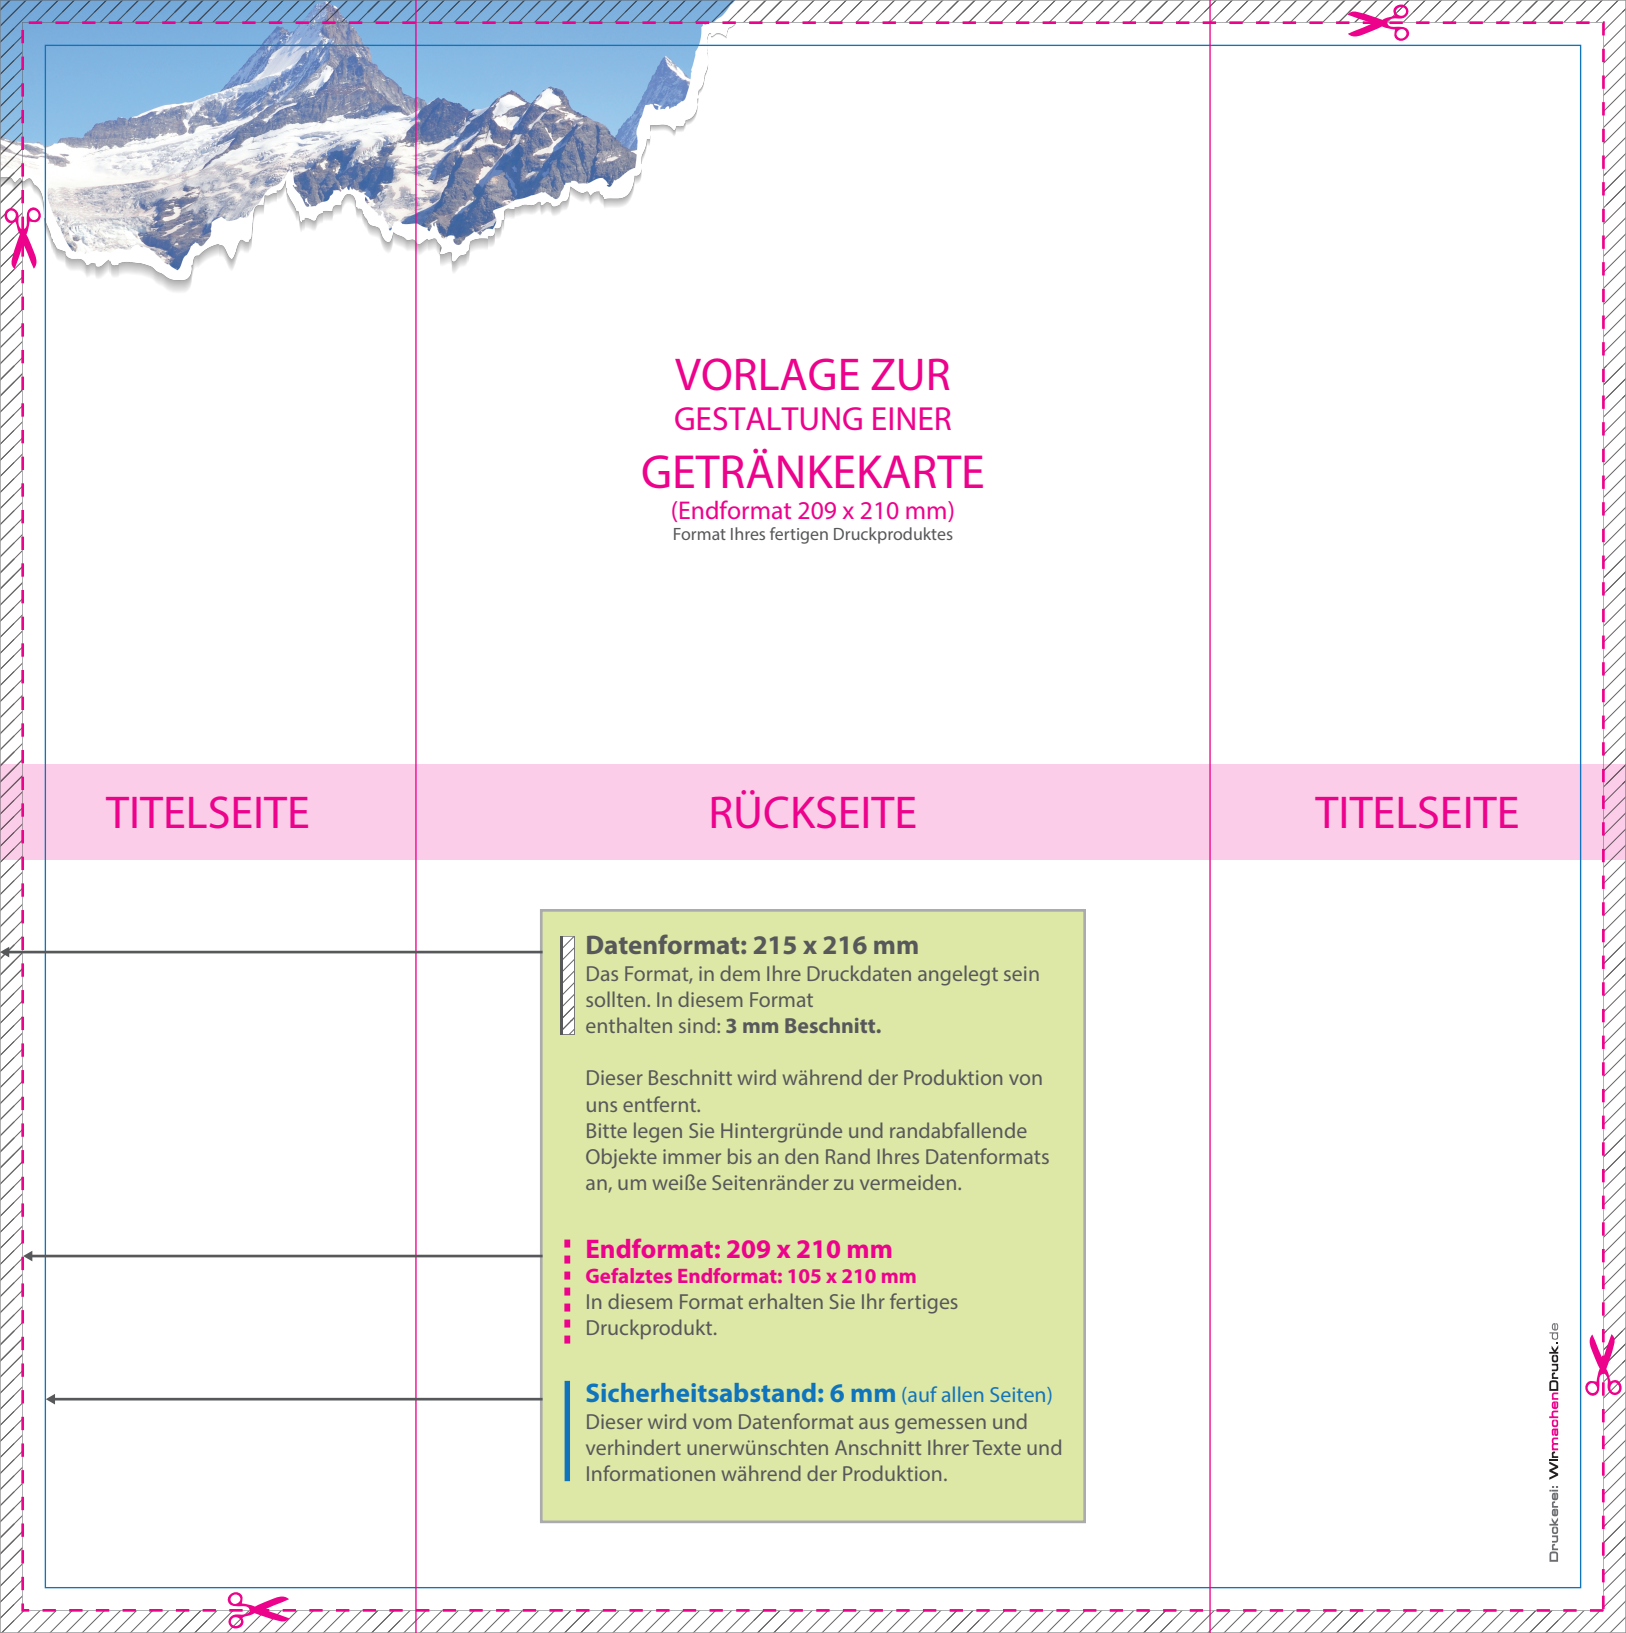 VORLAGE ZUR
GESTALTUNG EINER
GETRÄNKEKARTE
(Endformat 209 x 210 mm)
Format Ihres fertigen Druckproduktes
TITELSEITE
RÜCKSEITE
TITELSEITE
Datenformat: 215 x 216 mm
Das Format, in dem Ihre Druckdaten angelegt sein
sollten. In diesem Format
enthalten sind: 3 mm Beschnitt.
Dieser Beschnitt wird während der Produktion von
uns entfernt.
Bitte legen Sie Hintergründe und randabfallende
Objekte immer bis an den Rand Ihres Datenformats
an, um weiße Seitenränder zu vermeiden.
Endformat: 209 x 210 mm
Gefalztes Endformat: 105 x 210 mm
In diesem Format erhalten Sie Ihr fertiges
Druckprodukt.
Sicherheitsabstand: 6 mm (auf allen Seiten)
Dieser wird vom Datenformat aus gemessen und
verhindert unerwünschten Anschnitt Ihrer Texte und
Informationen während der Produktion.
Druckerei: WIrmachenDruck.de